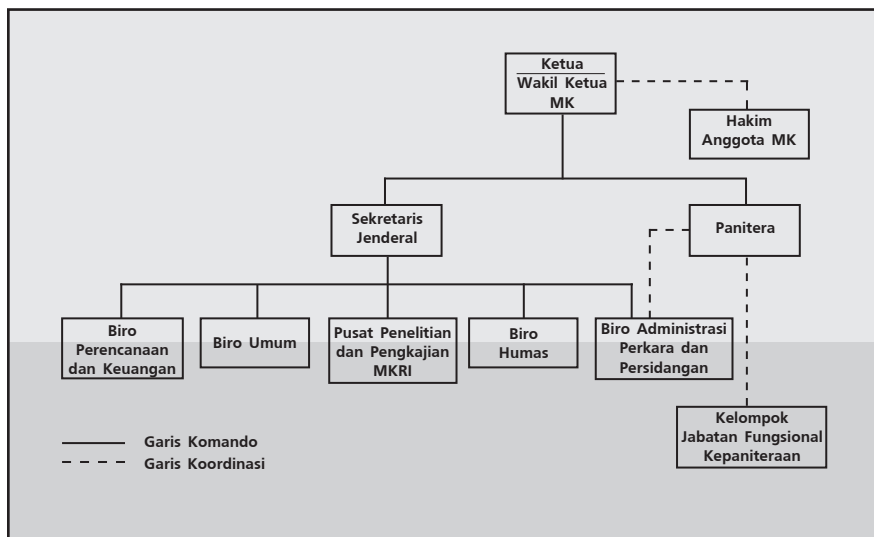 Ketua
Wakil Ketua
MK
Hakim
Anggota MK
Sekretaris
Jenderal
Panitera
Biro
Perencanaan
dan Keuangan
Biro Umum
Pusat Penelitian
dan Pengkajian
MKRI
Biro
Humas
Biro Administrasi
Perkara dan
Persidangan
Kelompok
Jabatan Fungsional
Kepaniteraan
Garis Komando
Garis Koordinasi